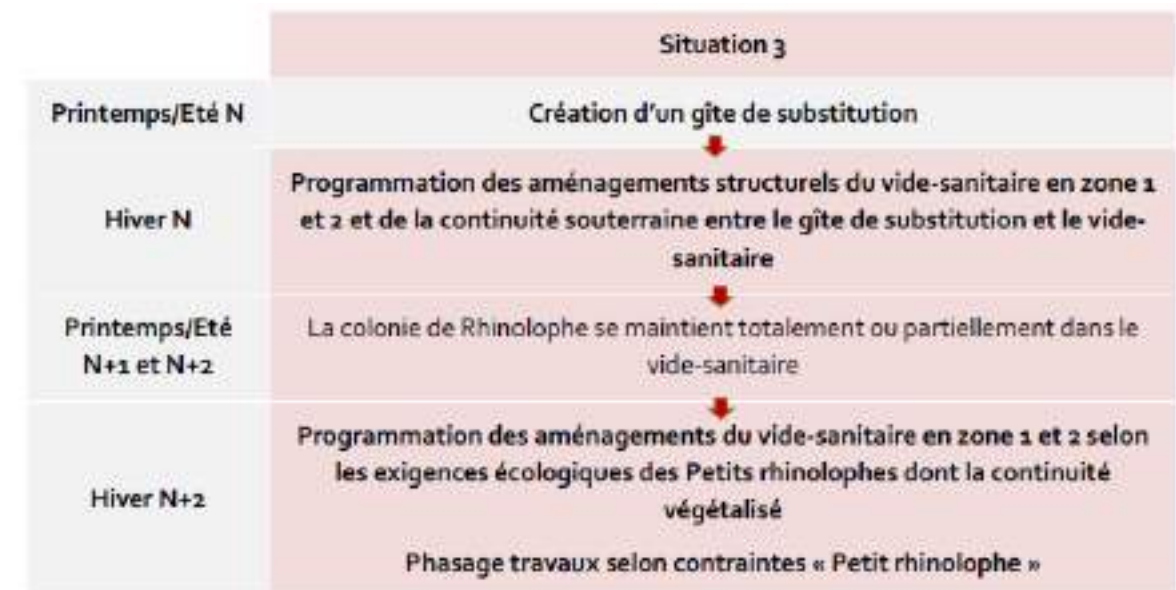 Situation 3
Printemps/Eté N
Création d'un gîte de substitution
Hiver N
Programmation des aménagements structurels du vide-sanitaire en zone 1
et 2 et de la continuité souterraine entre le gîte de substitution et le vide-
sanitaire
Printemps/Eté
N+1 et N+2
La colonie de Rhinolophe se maintient totalement ou partiellement dans le
vide-sanitaire
Hiver N+2
Programmation des aménagements du vide-sanitaire en zone 1 et 2 selon
les exigences écologiques des Petits rhinolophes dont la continuité
végétalisé
Phasage travaux selon contraintes « Petit rhinolophe »